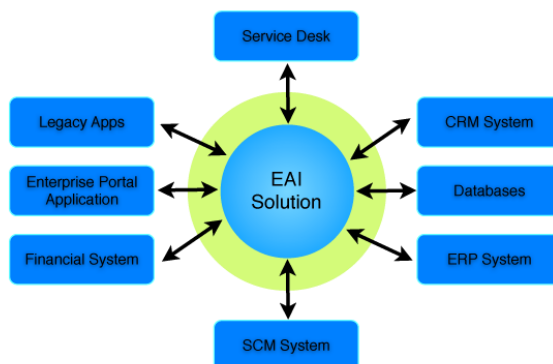 Service Desk
Legacy Apps
CRM System
EAI
Solution
Enterprise Portal
Application
Databases
Financial System
ERP System
SCM System